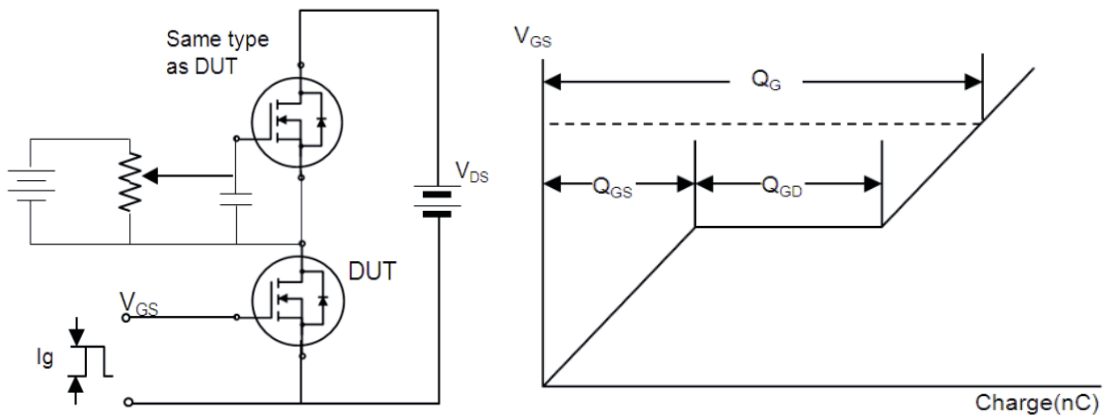 Same type
as DUT
V_DS
DUT
V_GS
Ig
V_GS
Q_G
Q_GS
Q_GD
Charge(nC)